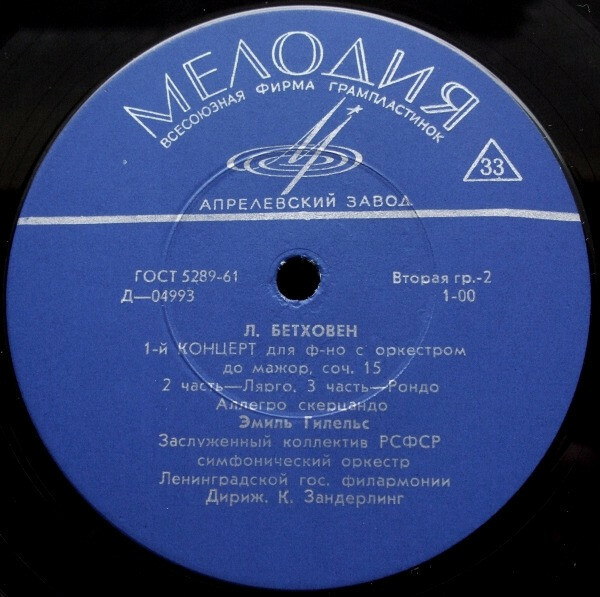 МЕЛОДИЯ
ВСЕСОЮЗНАЯ ФИРМА ГРАМПЛАСТИНОК
33
АПРЕЛЕВСКИЙ ЗАВОД
ГОСТ 5289-61
Д—04993
Вторая гр.-2
1-00
Л. БЕТХОВЕН
1-й КОНЦЕРТ для ф-но с оркестром
до мажор, соч. 15
2 часть—Лярго, 3 часть—Рондо
Аллегро скерцандо
Эмиль Гилельс
Заслуженный коллектив РСФСР
симфонический оркестр
Ленинградской гос. филармонии
Дириж. К. Зандерлинг